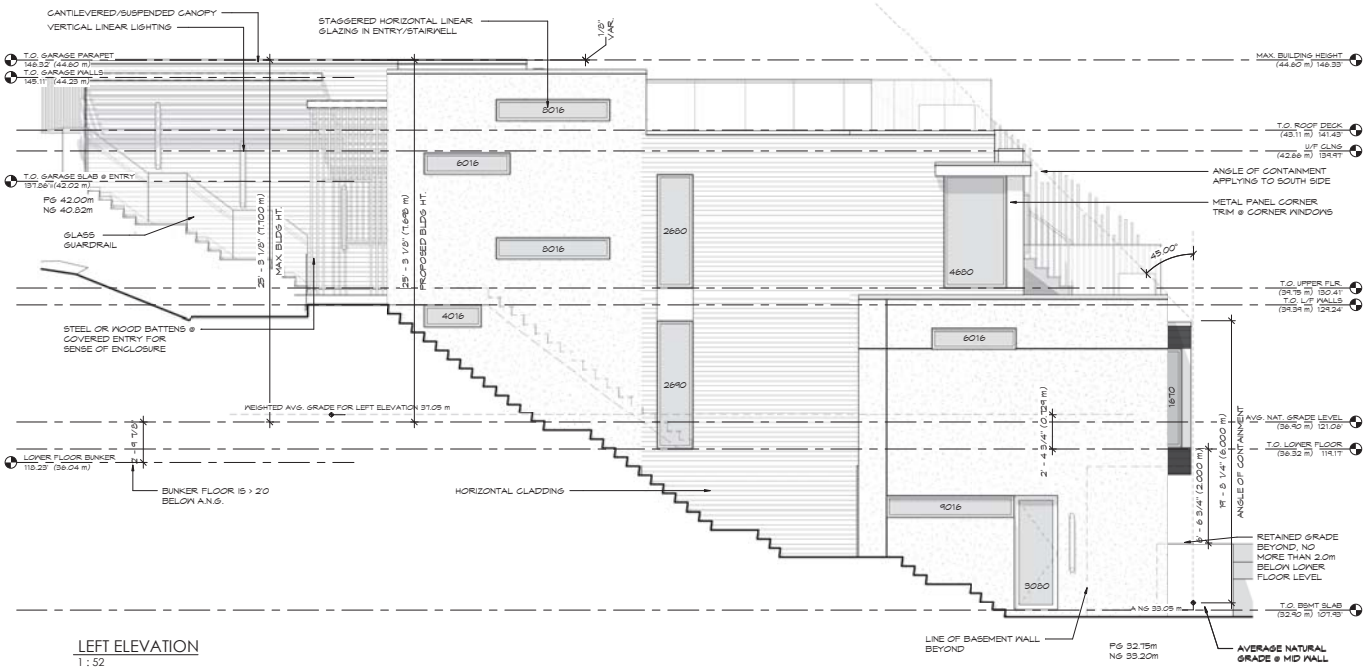 CANTILEVERED/SUSPENDED CANOPY
VERTICAL LINEAR LIGHTING
STAGGERED HORIZONTAL LINEAR
GLAZING IN ENTRY/STAIRWELL
1/8"
VAR.
T.O. GARAGE PARAPET
146.32' (44.60 m)
T.O. GARAGE WALLS
145.11' (44.23 m)
MAX. BUILDING HEIGHT
(44.60 m) 146.33'
T.O. ROOF DECK
(43.11 m) 141.43'
U/F CLNG
(42.66 m) 139.97'
8016
6016
T.O. GARAGE SLAB @ ENTRY
137.86' (42.02 m)
PG 42.00m
NG 40.82m
ANGLE OF CONTAINMENT
APPLYING TO SOUTH SIDE
METAL PANEL CORNER
TRIM @ CORNER WINDOWS
GLASS
GUARDRAIL
25' - 3 1/8" (7.700 m)
MAX. BLDG HT.
25' - 3 1/8" (7.698 m)
PROPOSED BLDG HT.
2680
8016
4680
45.00°
T.O. UPPER FLR.
(39.75 m) 130.41'
T.O. L/F WALLS
(39.39 m) 129.24'
4016
STEEL OR WOOD BATTENS @
COVERED ENTRY FOR
SENSE OF ENCLOSURE
6016
2690
1670
WEIGHTED AVG. GRADE FOR LEFT ELEVATION 37.05 m
AVG. NAT. GRADE LEVEL
(36.90 m) 121.06'
2' - 9 7/8"
2' - 4 3/4" (0.729 m)
T.O. LOWER FLOOR
(36.32 m) 119.17'
LOWER FLOOR BUNKER
118.23' (36.04 m)
19' - 8 1/4" (6.000 m)
ANGLE OF CONTAINMENT
6' - 6 3/4" (2.000 m)
BUNKER FLOOR IS > 2'0
BELOW A.N.G.
HORIZONTAL CLADDING
9016
3080
RETAINED GRADE
BEYOND, NO
MORE THAN 2.0m
BELOW LOWER
FLOOR LEVEL
A NG 33.05 m
T.O. BSMT SLAB
(32.90 m) 107.93'
LINE OF BASEMENT WALL
BEYOND
PG 32.75m
NG 33.20m
AVERAGE NATURAL
GRADE @ MID WALL
LEFT ELEVATION
1 : 52